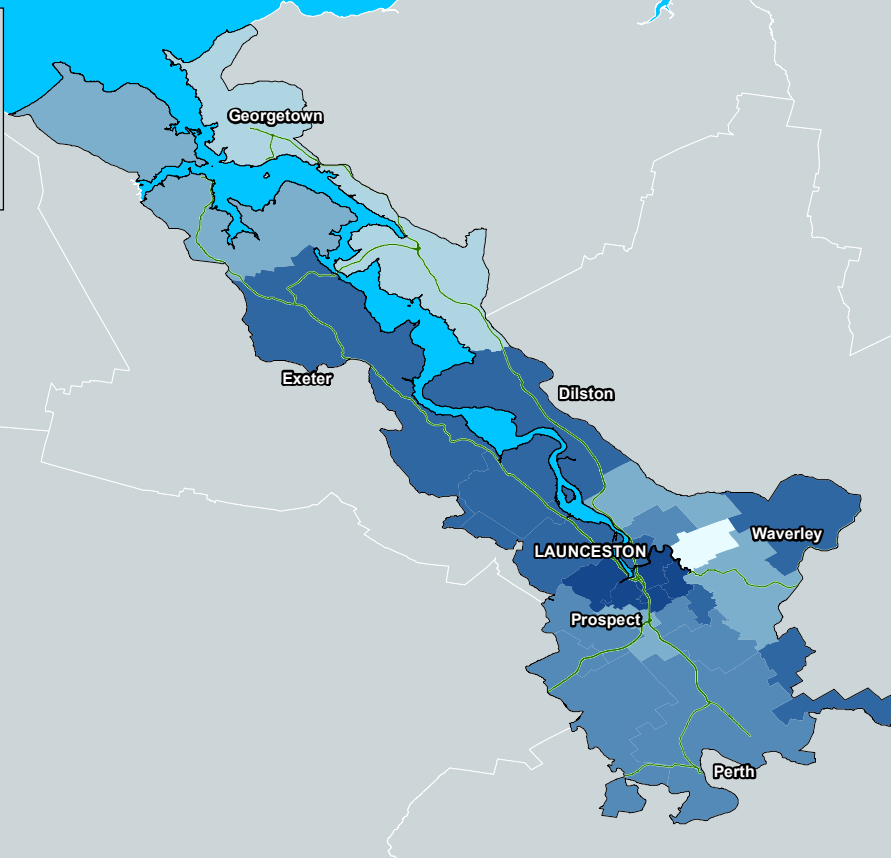 Georgetown
Exeter
Dilston
Waverley
LAUNCESTON
Prospect
Perth